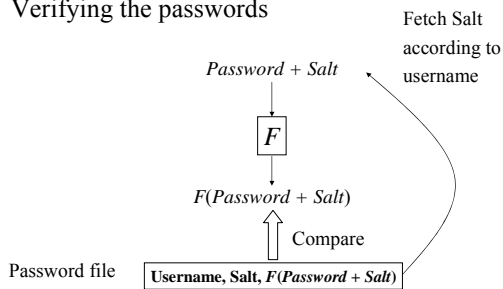 Verifying the passwords
Fetch Salt
according to
username
Password + Salt
F
F(Password + Salt)
Compare
Password file
Username, Salt, F(Password + Salt)